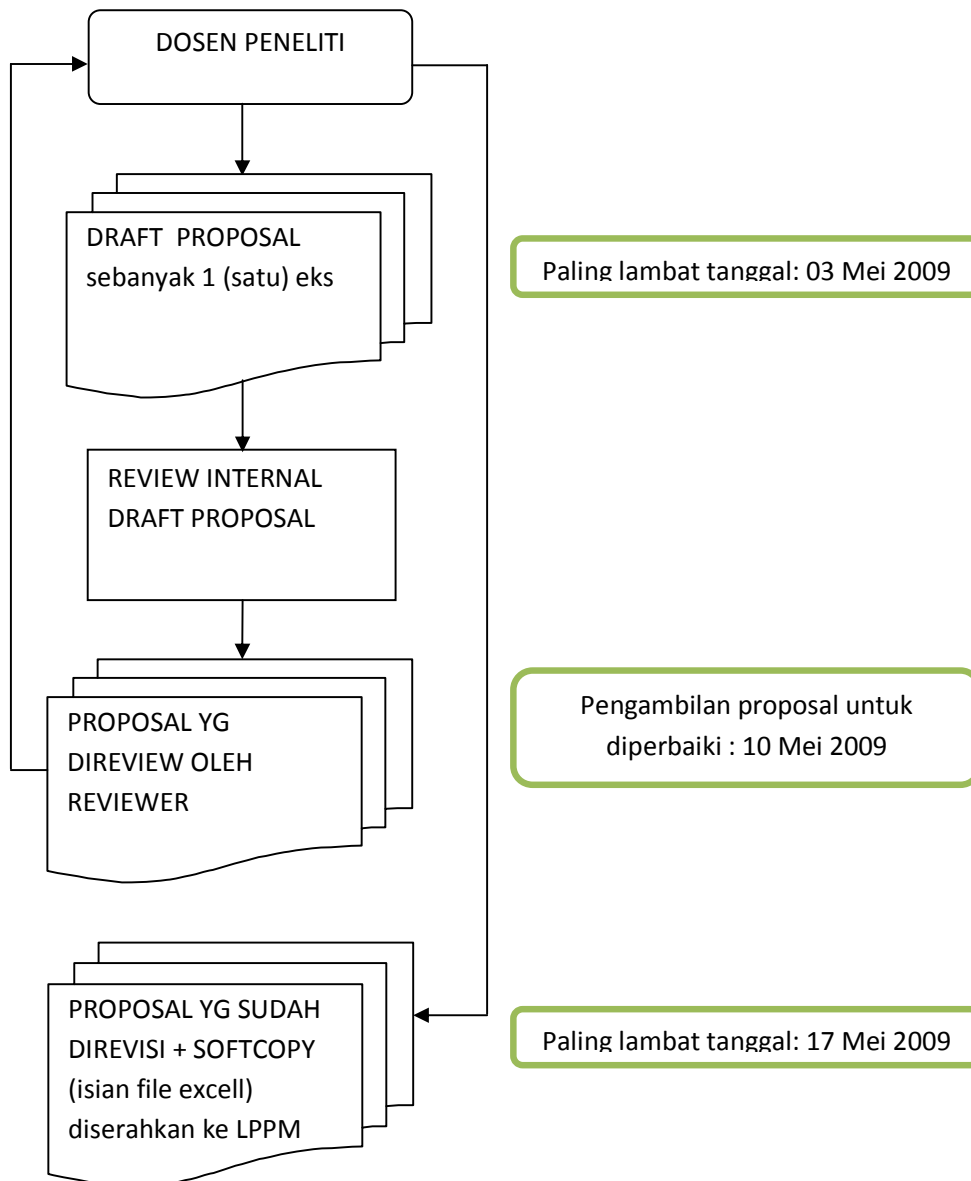 DOSEN PENELITI
DRAFT PROPOSAL
sebanyak 1 (satu) eks
Paling lambat tanggal: 03 Mei 2009
REVIEW INTERNAL
DRAFT PROPOSAL
PROPOSAL YG
DIREVIEW OLEH
REVIEWER
Pengambilan proposal untuk
diperbaiki : 10 Mei 2009
PROPOSAL YG SUDAH
DIREVISI + SOFTCOPY
(isian file excell)
diserahkan ke LPPM
Paling lambat tanggal: 17 Mei 2009